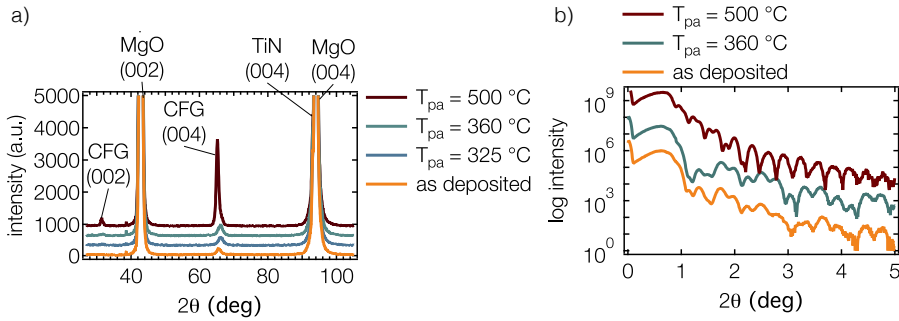 a)
MgO
(002)
TiN
(004)
MgO
(004)
CFG
(002)
CFG
(004)
5000
4000
3000
2000
1000
0
intensity (a.u.)
40
60
80
100
2θ (deg)
T_pa = 500 °C
T_pa = 360 °C
T_pa = 325 °C
as deposited
b)
T_pa = 500 °C
T_pa = 360 °C
as deposited
10^9
10^6
10^3
10^0
log intensity
0
1
2
3
4
5
2θ (deg)